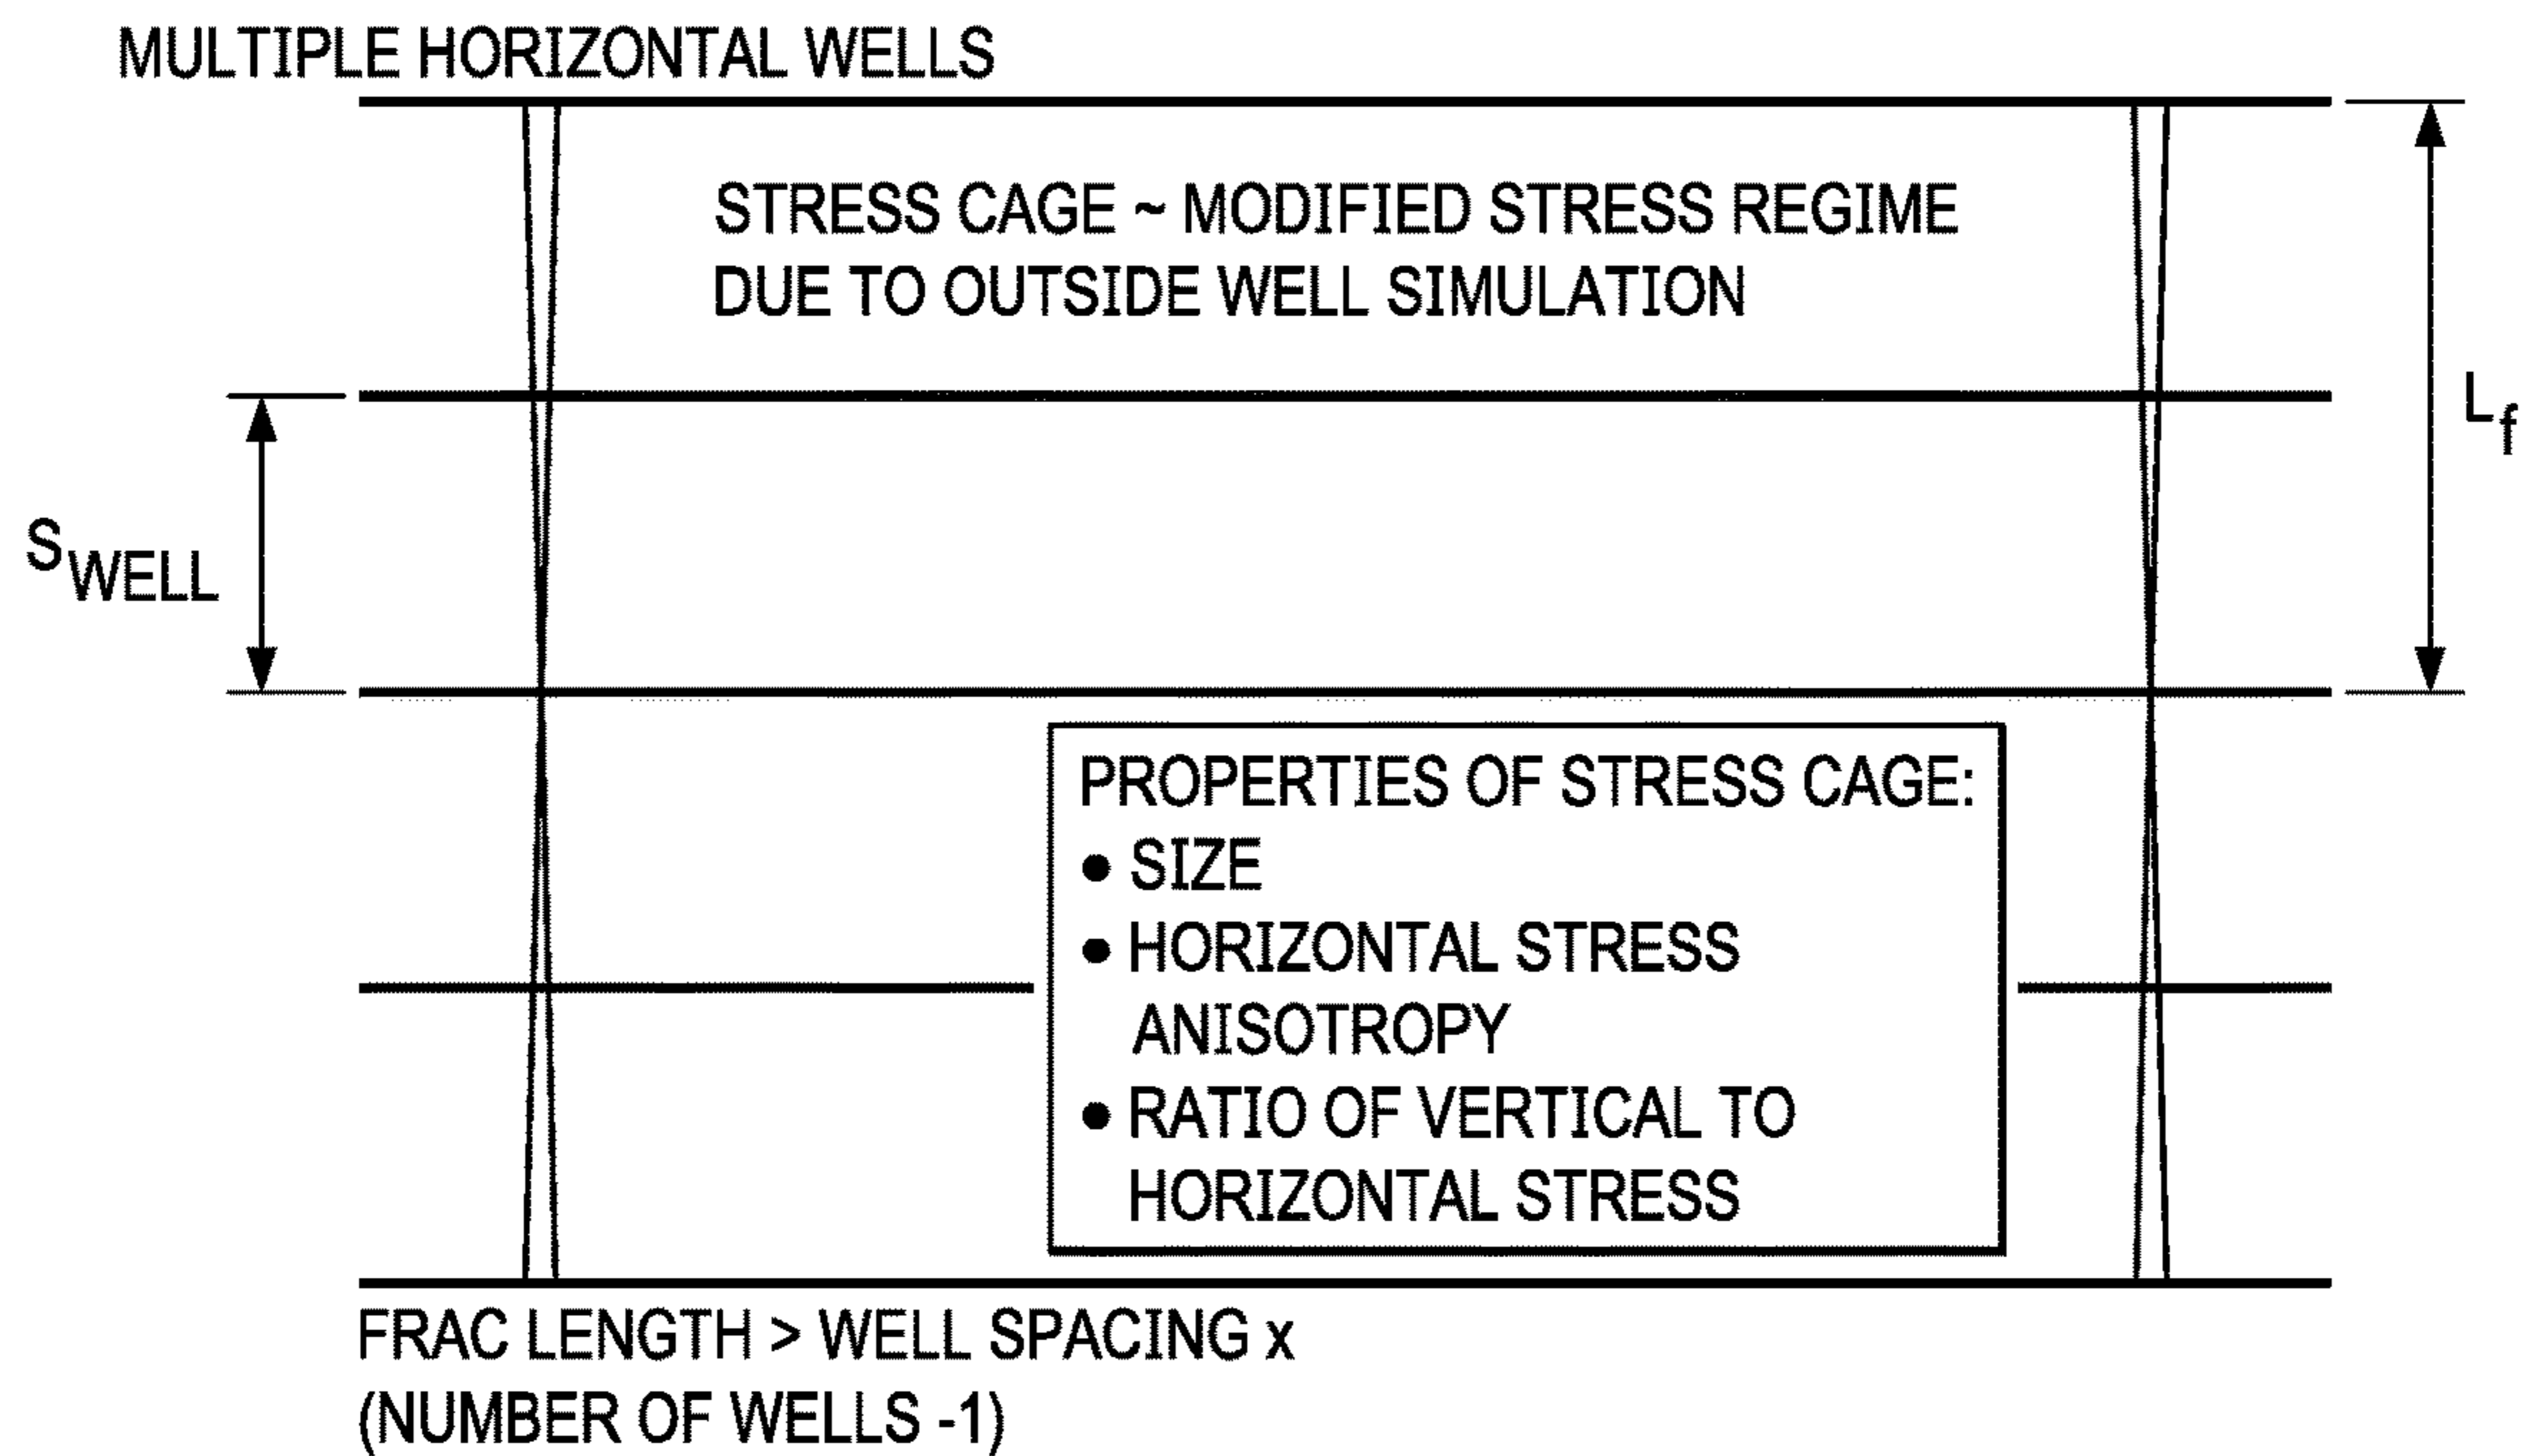 MULTIPLE HORIZONTAL WELLS
STRESS CAGE ~ MODIFIED STRESS REGIME
DUE TO OUTSIDE WELL SIMULATION
S WELL
L f
PROPERTIES OF STRESS CAGE:
● SIZE
● HORIZONTAL STRESS
ANISOTROPY
● RATIO OF VERTICAL TO
HORIZONTAL STRESS
FRAC LENGTH > WELL SPACING x
(NUMBER OF WELLS -1)